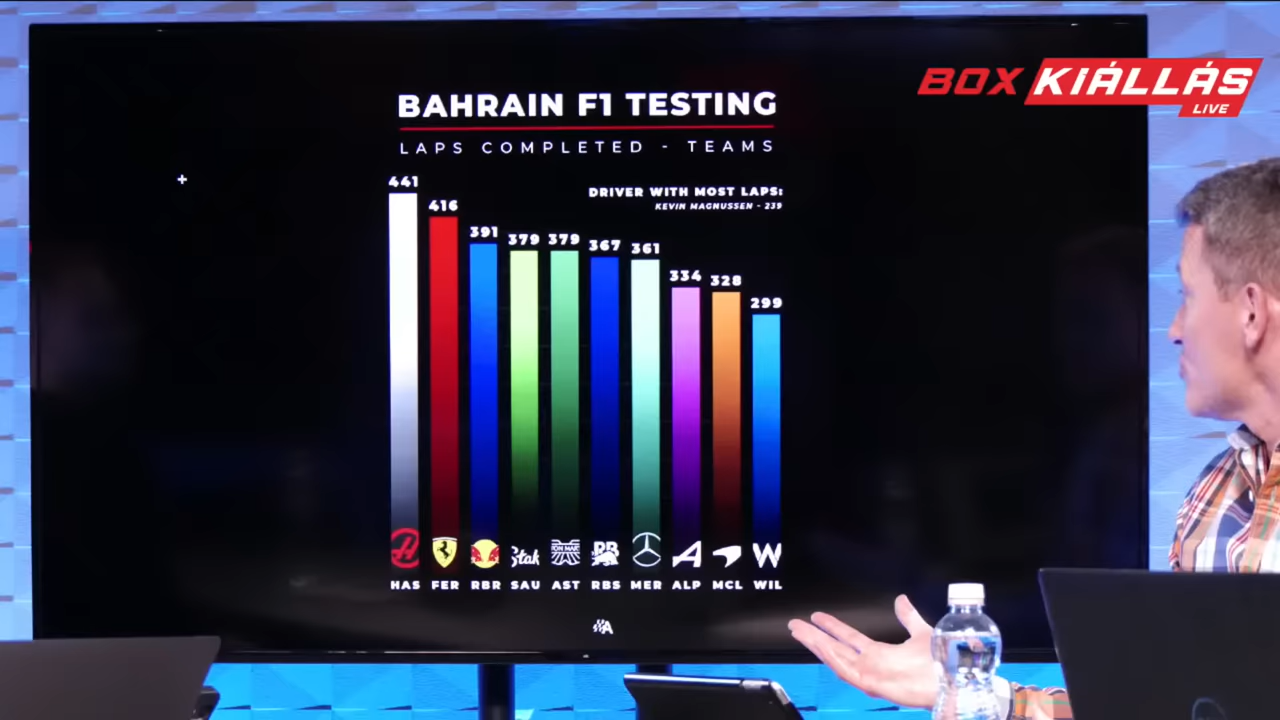 BOX KIÁLLÁS
LIVE
BAHRAIN F1 TESTING
LAPS COMPLETED - TEAMS
DRIVER WITH MOST LAPS:
KEVIN MAGNUSSEN - 239
441 416 391 379 379 367 361 334 328 299
HAS FER RBR SAU AST RBS MER ALP MCL WIL